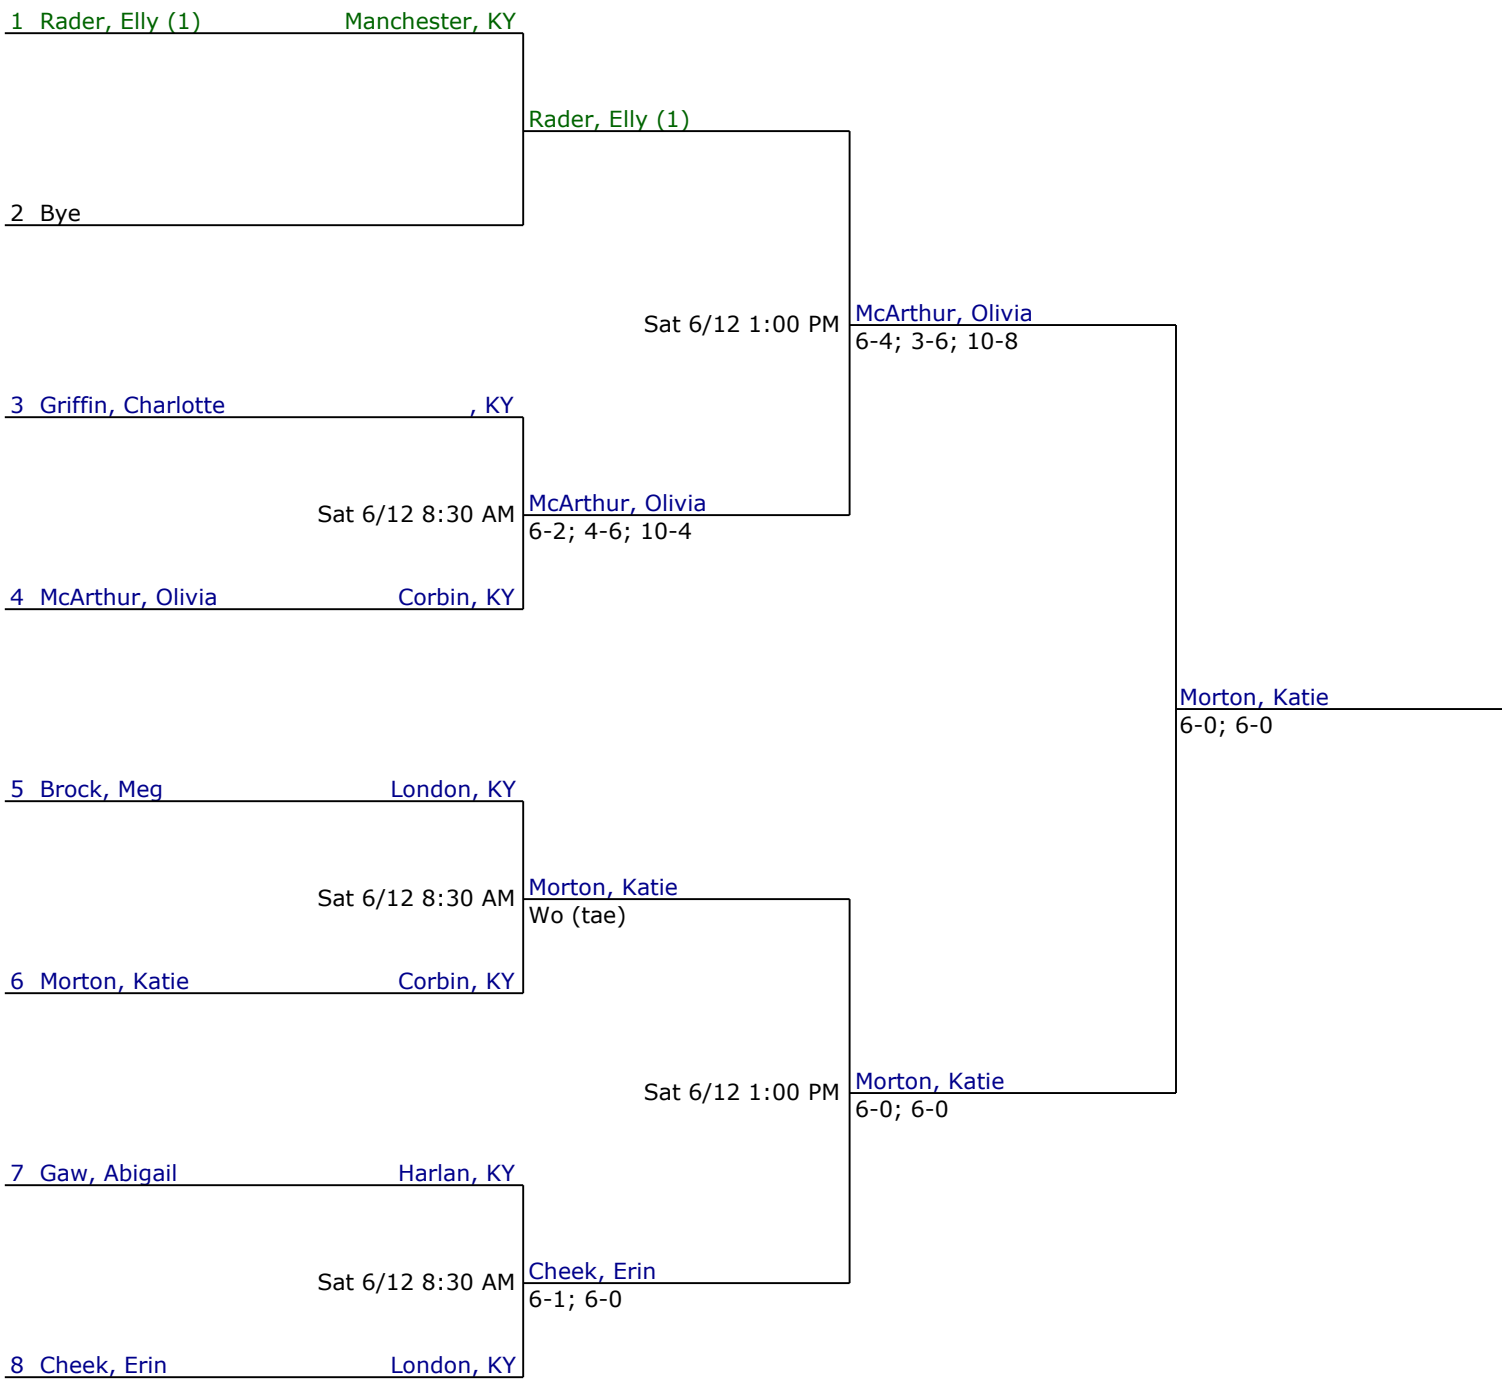 1 Rader, Elly (1) Manchester, KY
Rader, Elly (1)
2 Bye
Sat 6/12 1:00 PM
McArthur, Olivia
6-4; 3-6; 10-8
3 Griffin, Charlotte , KY
Sat 6/12 8:30 AM
McArthur, Olivia
6-2; 4-6; 10-4
4 McArthur, Olivia Corbin, KY
Morton, Katie
6-0; 6-0
5 Brock, Meg London, KY
Sat 6/12 8:30 AM
Morton, Katie
Wo (tae)
6 Morton, Katie Corbin, KY
Sat 6/12 1:00 PM
Morton, Katie
6-0; 6-0
7 Gaw, Abigail Harlan, KY
Sat 6/12 8:30 AM
Cheek, Erin
6-1; 6-0
8 Cheek, Erin London, KY